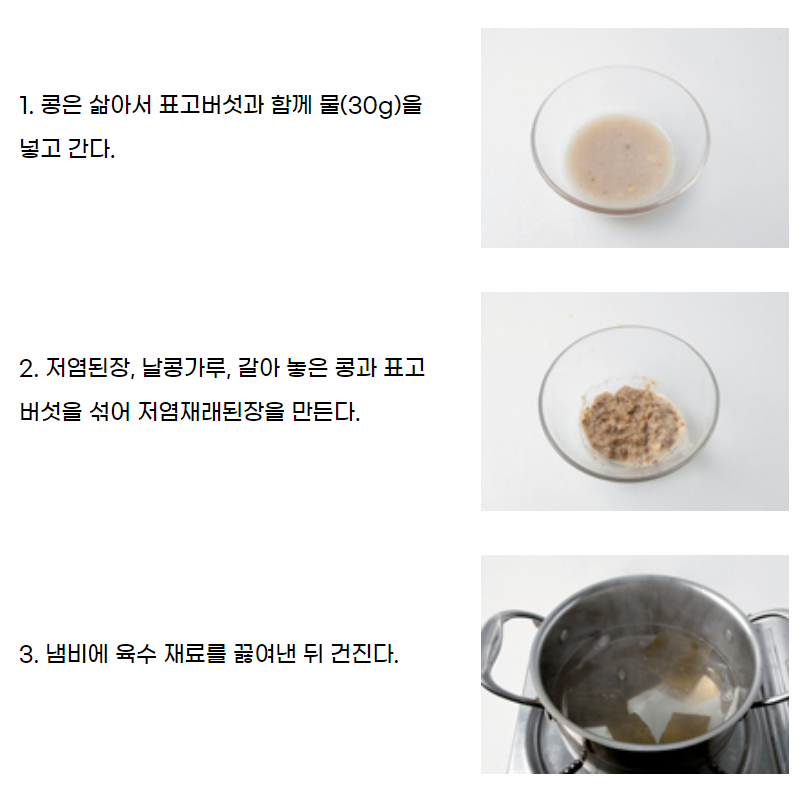 1. 콩은 삶아서 표고버섯과 함께 물(30g)을
넣고 간다.
2. 저염된장, 날콩가루, 갈아 놓은 콩과 표고
버섯을 섞어 저염재래된장을 만든다.
3. 냄비에 육수 재료를 끓여낸 뒤 건진다.